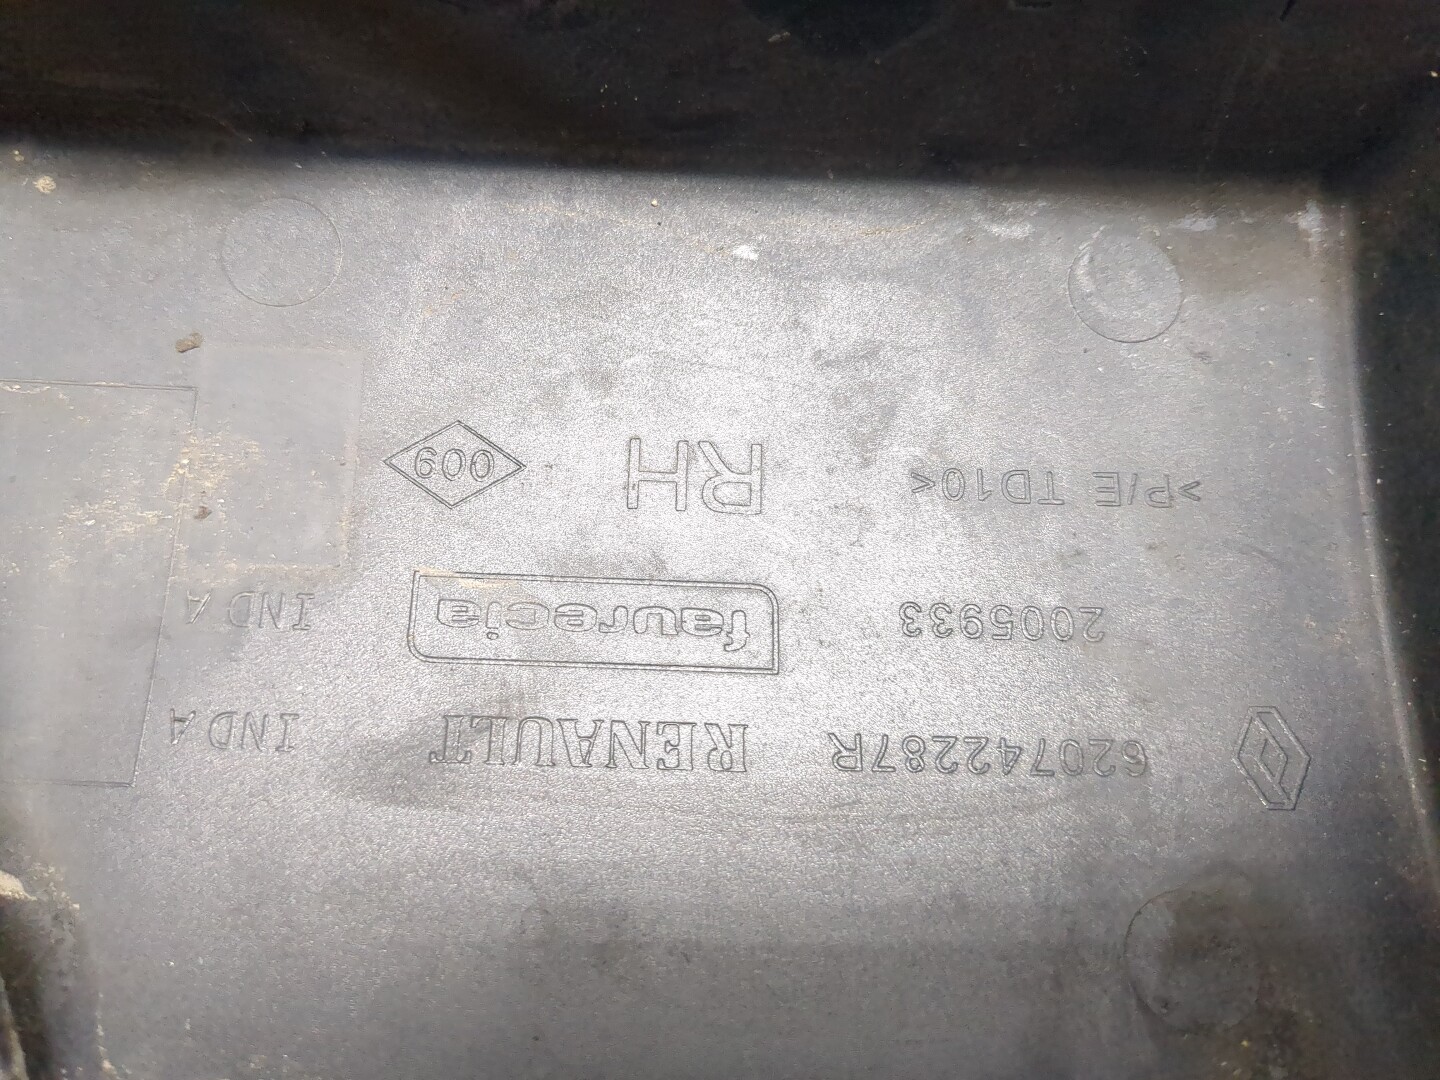 620742287R RENAULT IND A
2005933 faurecia IND A
>P/E TD10< RH 009